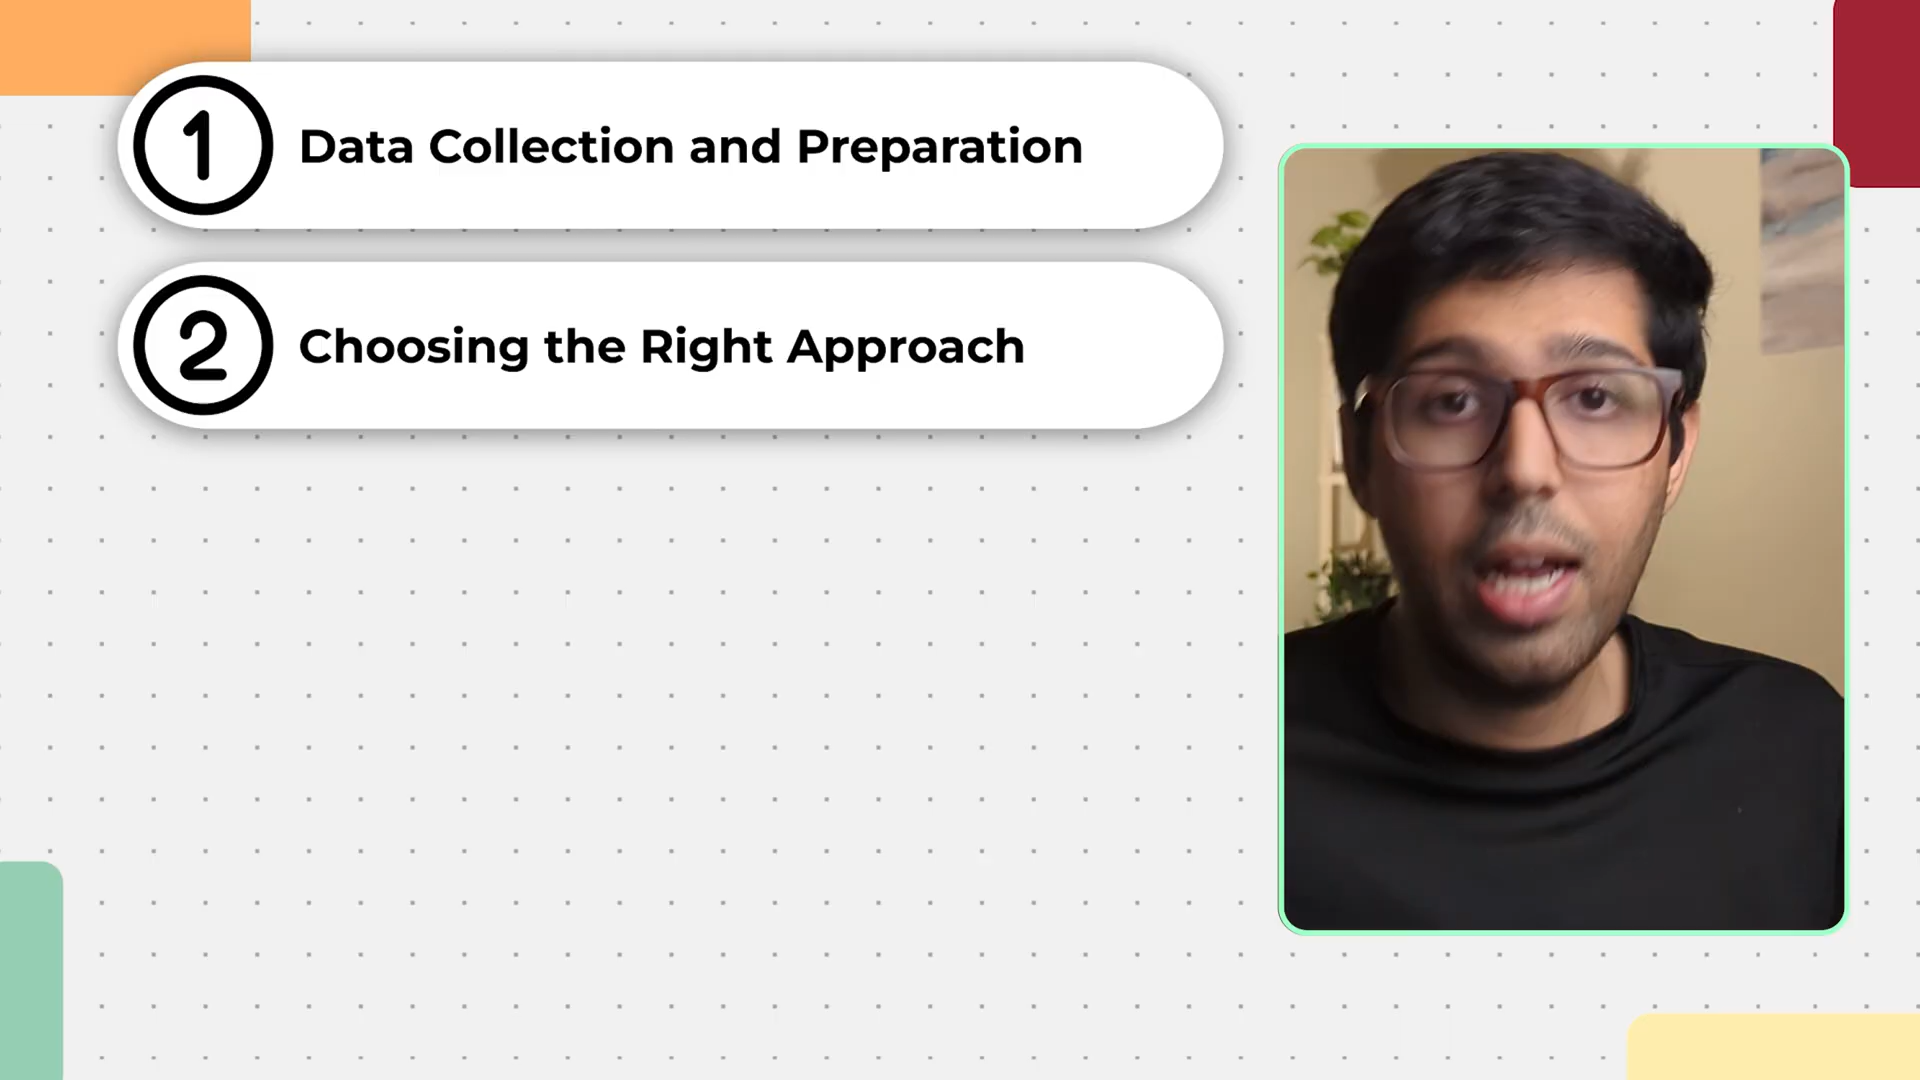 1 Data Collection and Preparation
2 Choosing the Right Approach